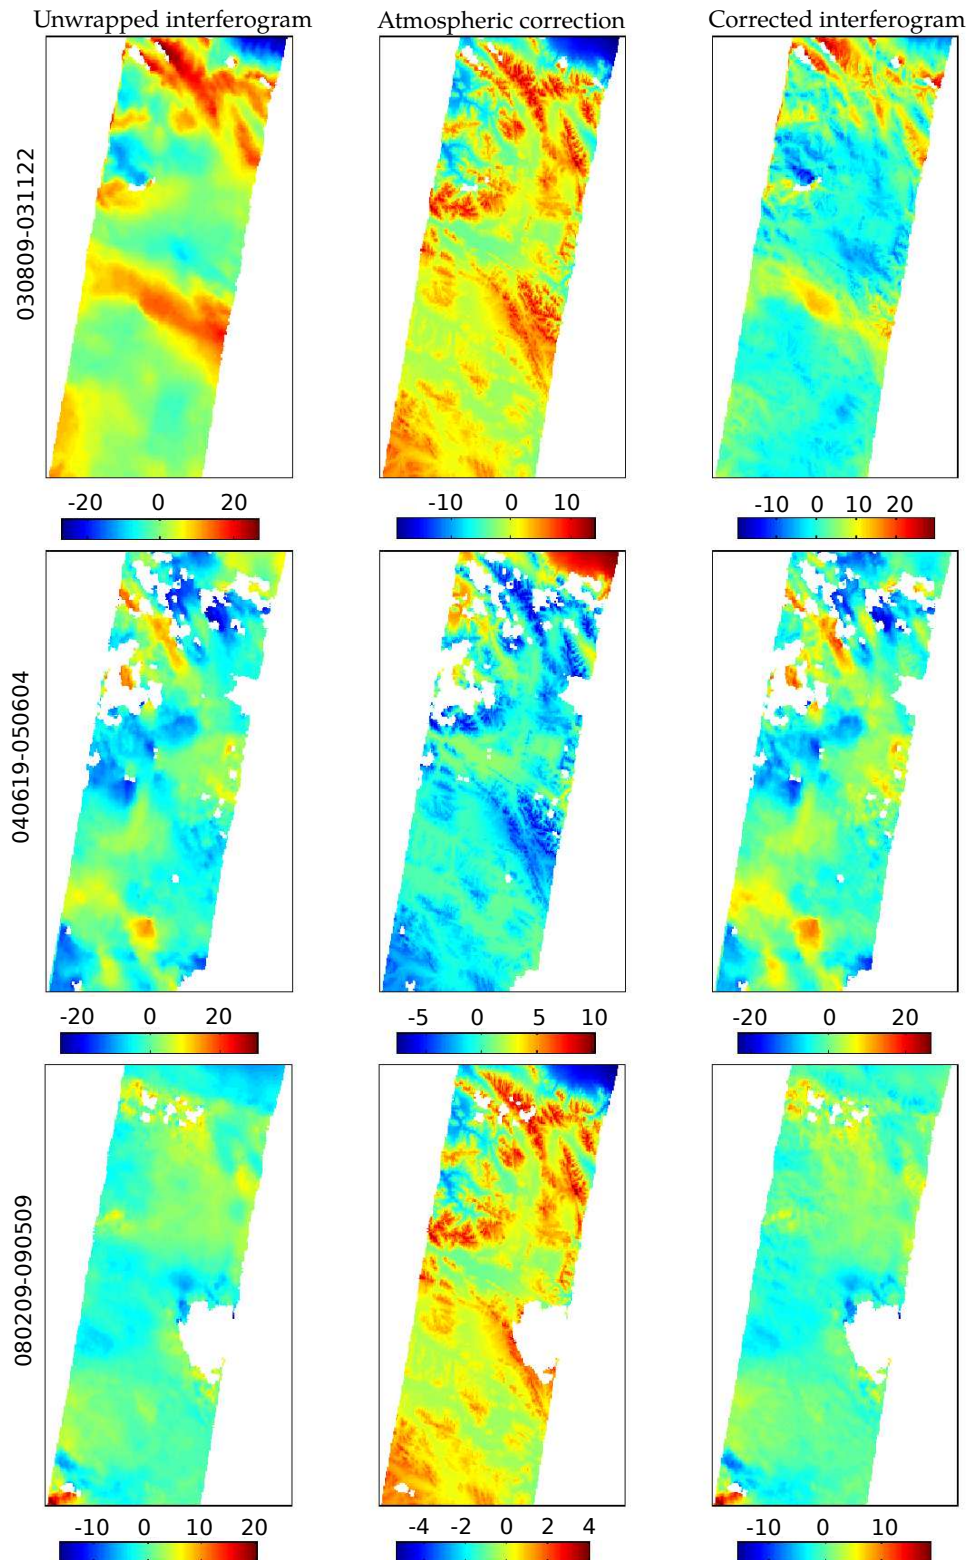 Unwrapped interferogram Atmospheric correction Corrected interferogram
030809-031122
-20 0 20 -10 0 10 -10 0 10 20
040619-050604
-20 0 20 -5 0 5 10 -20 0 20
080209-090509
-10 0 10 20 -4 -2 0 2 4 -10 0 10